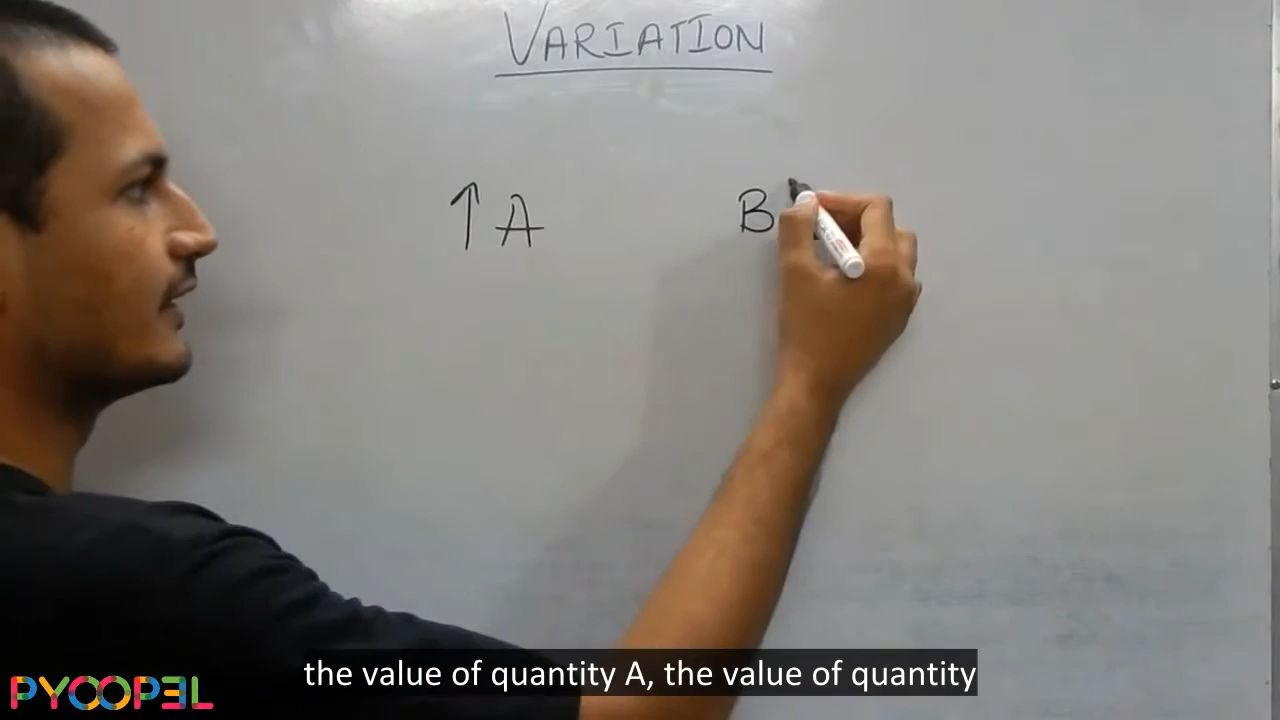 VARIATION
↑ A B
the value of quantity A, the value of quantity
PYOOPEL